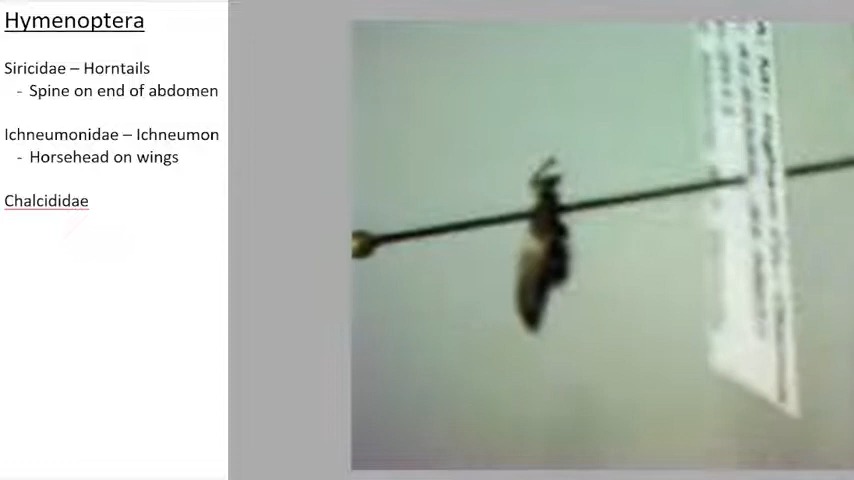 Hymenoptera
Siricidae – Horntails
- Spine on end of abdomen
Ichneumonidae – Ichneumon
- Horsehead on wings
Chalcididae